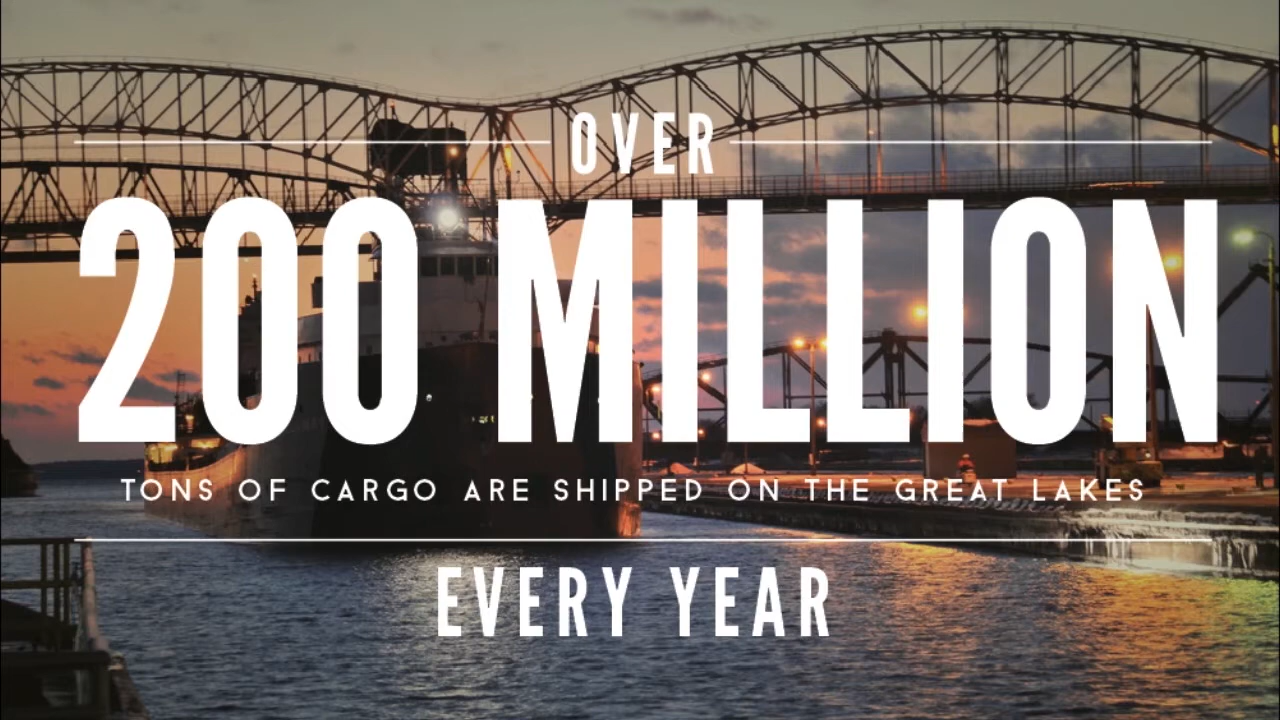 OVER
200 MILLION
TONS OF CARGO ARE SHIPPED ON THE GREAT LAKES
EVERY YEAR